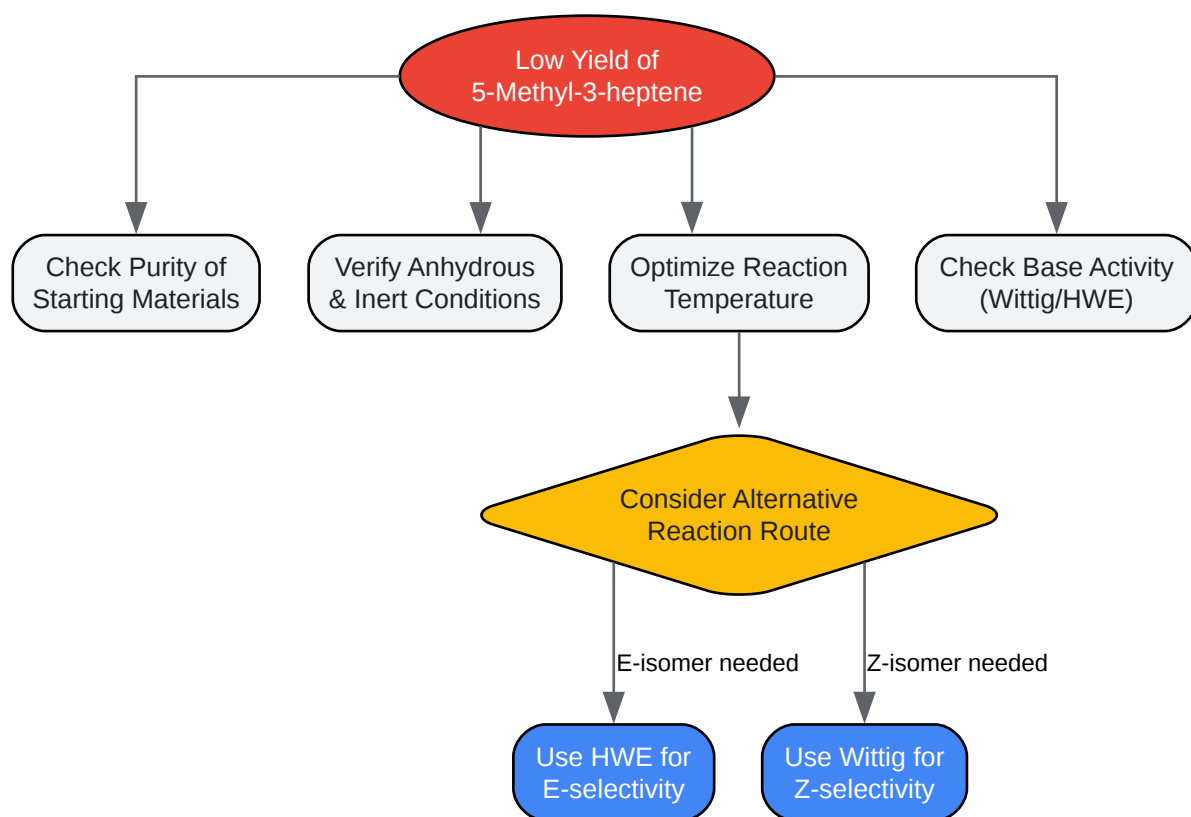 Low Yield of
5-Methyl-3-heptene
Check Purity of
Starting Materials
Verify Anhydrous
& Inert Conditions
Optimize Reaction
Temperature
Check Base Activity
(Wittig/HWE)
Consider Alternative
Reaction Route
E-isomer needed
Z-isomer needed
Use HWE for
E-selectivity
Use Wittig for
Z-selectivity